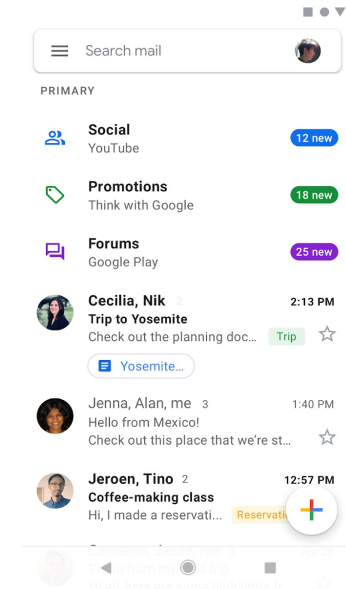 Search mail
PRIMARY
Social
12 new
YouTube
Promotions
18 new
Think with Google
Forums
25 new
Google Play
Cecilia, Nik 2
2:13 PM
Trip to Yosemite
Check out the planning doc...
Trip
Yosemite...
Jenna, Alan, me 3
1:40 PM
Hello from Mexico!
Check out this place that we're st...
Jeroen, Tino 2
12:57 PM
Coffee-making class
Hi, I made a reservati...
Reservati